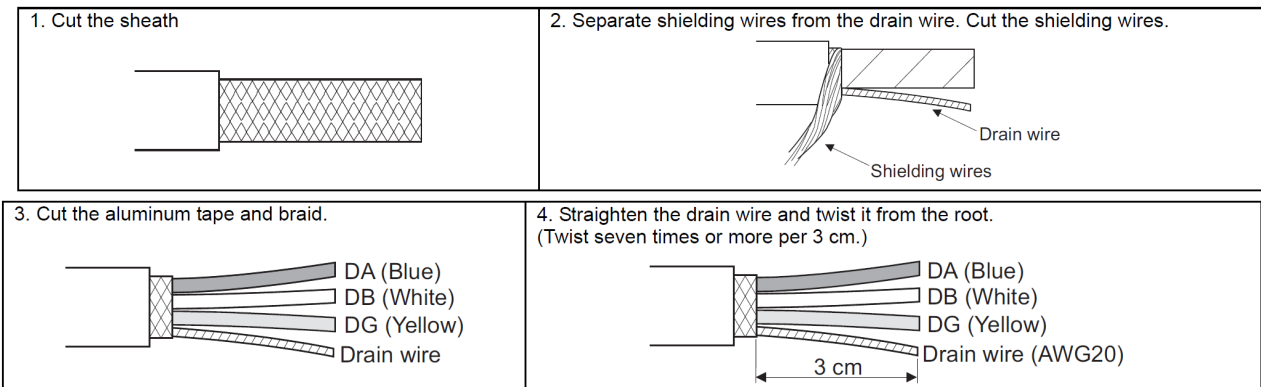 1. Cut the sheath
2. Separate shielding wires from the drain wire. Cut the shielding wires.
Drain wire
Shielding wires
3. Cut the aluminum tape and braid.
DA (Blue)
DB (White)
DG (Yellow)
Drain wire
4. Straighten the drain wire and twist it from the root.
(Twist seven times or more per 3 cm.)
DA (Blue)
DB (White)
DG (Yellow)
Drain wire (AWG20)
3 cm